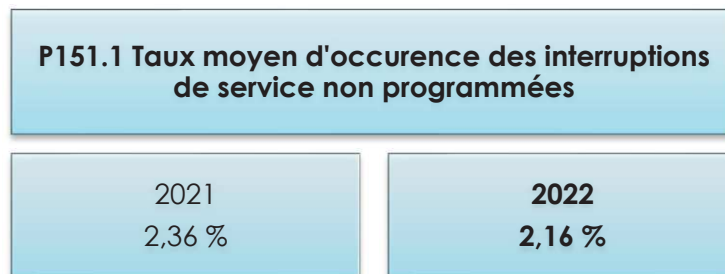 P151.1 Taux moyen d'occurence des interruptions
de service non programmées
2021
2,36 %
2022
2,16 %